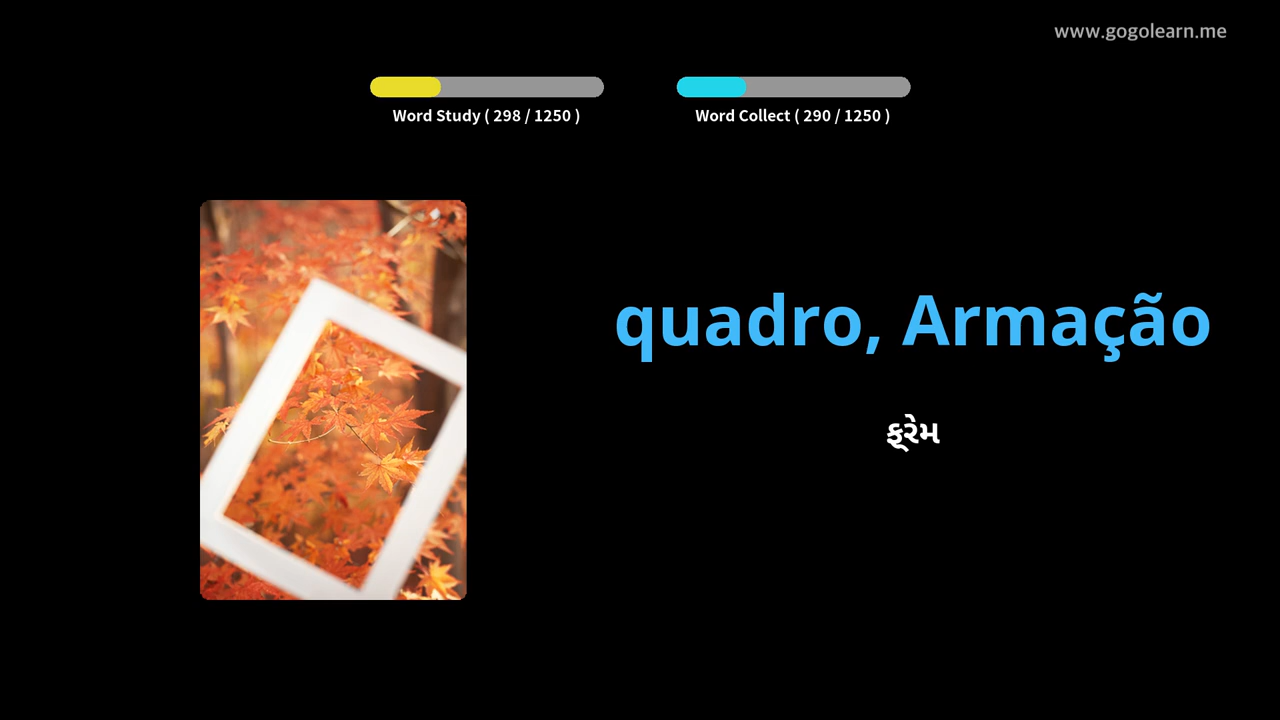 www.gogolearn.me
Word Study ( 298 / 1250 )
Word Collect ( 290 / 1250 )
quadro, Armação
ફ્રેમ